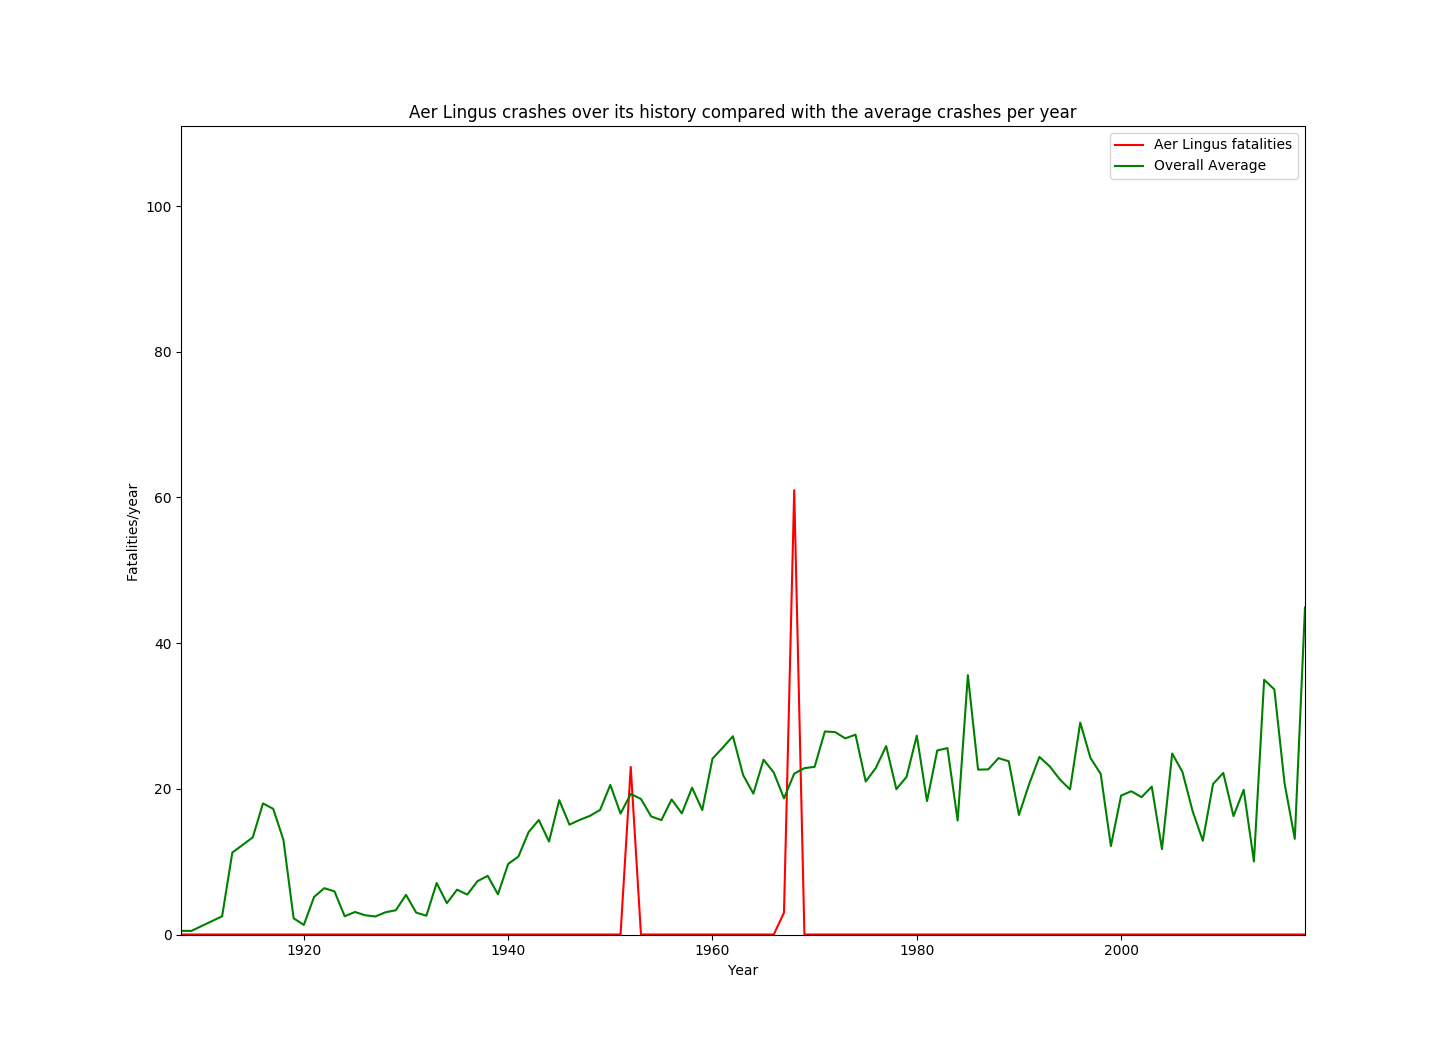 Aer Lingus crashes over its history compared with the average crashes per year
Aer Lingus fatalities
Overall Average
100
80
60
40
20
0
Fatalities/year
1920 1940 1960 1980 2000
Year